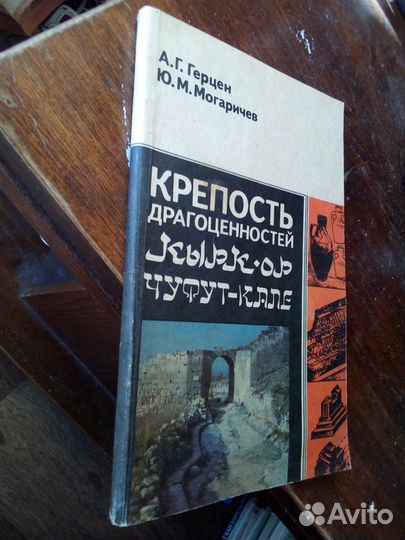 А.Г. Герцен
Ю.М. Могаричев
КРЕПОСТЬ
ДРАГОЦЕННОСТЕЙ
КЫРК-ОР
ЧУФУТ-КАЛЕ
Avito